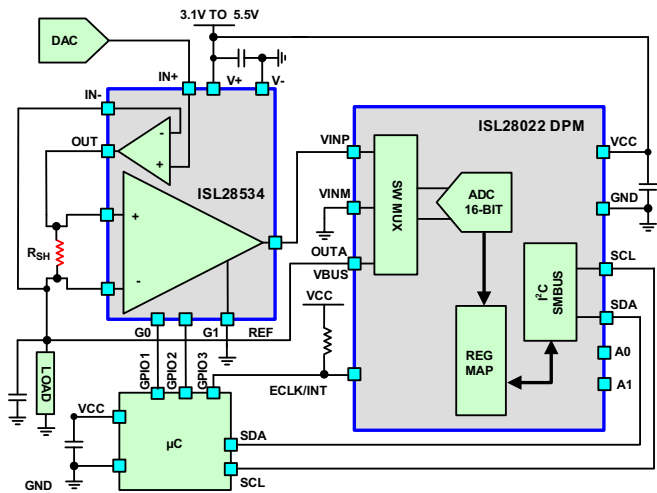 3.1V TO 5.5V
DAC
IN+
V+
V-
IN-
OUT
-
+
ISL28534
+
-
RSH
G0
G1
REF
LOAD
ISL28022 DPM
VINP
VINM
OUTA
VBUS
SW MUX
ADC
16-BIT
VCC
GND
SCL
SDA
A0
A1
I²C
SMBUS
REG
MAP
VCC
ECLK/INT
GPIO1
GPIO2
GPIO3
VCC
µC
GND
SDA
SCL